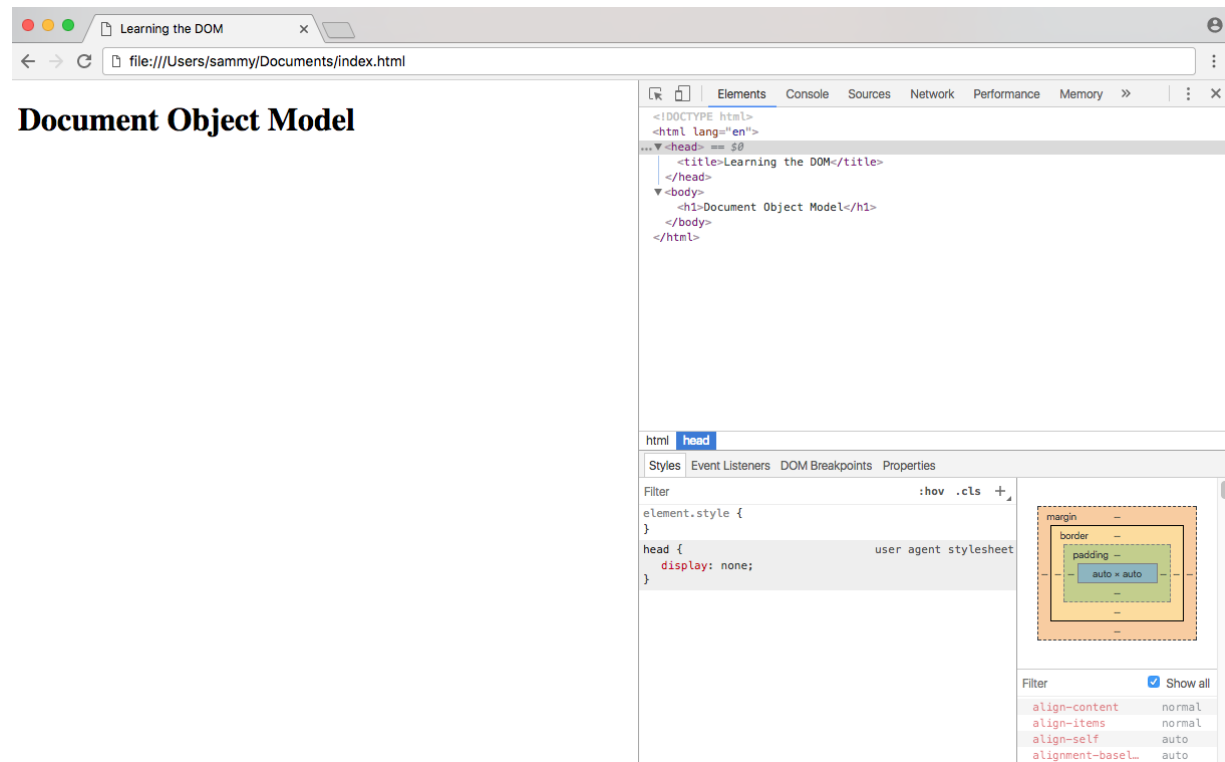 Learning the DOM
file:///Users/sammy/Documents/index.html
Document Object Model
Elements Console Sources Network Performance Memory »
<!DOCTYPE html>
<html lang="en">
…▼<head> == $0
<title>Learning the DOM</title>
</head>
▼<body>
<h1>Document Object Model</h1>
</body>
</html>
html head
Styles Event Listeners DOM Breakpoints Properties
Filter :hov .cls +
element.style {
}
head { user agent stylesheet
display: none;
}
margin –
border –
padding –
– – – auto × auto – – –
–
–
–
Filter Show all
align-content normal
align-items normal
align-self auto
alignment-basel… auto